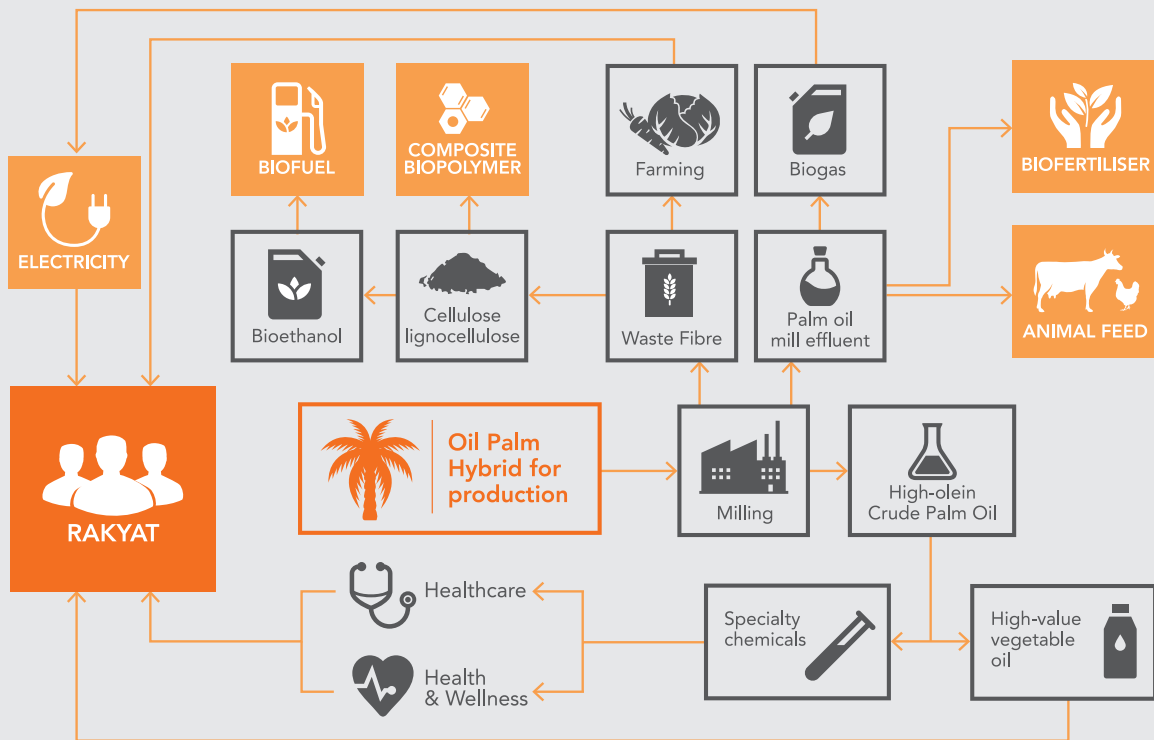 BIOFUEL
COMPOSITE
BIOPOLYMER
Farming
Biogas
BIOFERTILISER
ELECTRICITY
Bioethanol
Cellulose
lignocellulose
Waste Fibre
Palm oil
mill effluent
ANIMAL FEED
RAKYAT
Oil Palm
Hybrid for
production
Milling
High-olein
Crude Palm Oil
Healthcare
Health
& Wellness
Specialty
chemicals
High-value
vegetable
oil